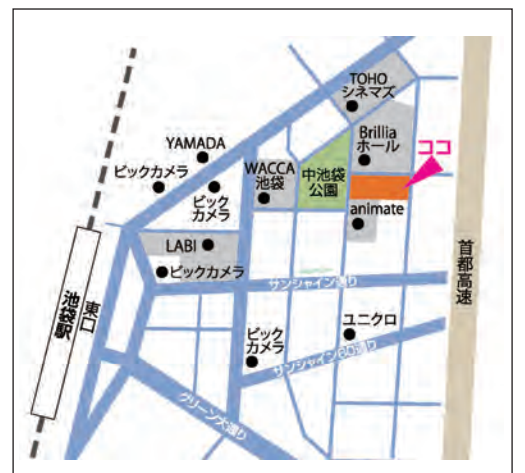 TOHO
シネマズ
YAMADA
Brillia
ホール
ココ
ビックカメラ
WACCA
池袋
中池袋
公園
ビック
カメラ
animate
LABI
ビックカメラ
首都高速
サンシャイン通り
東口
池袋駅
ユニクロ
ビック
カメラ
サンシャイン60通り
グリーン大通り